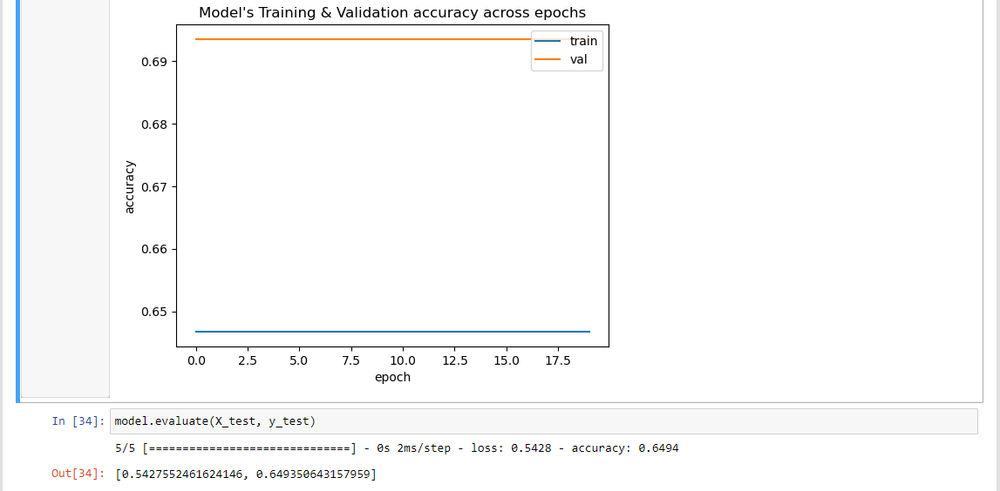 Model's Training & Validation accuracy across epochs
train
val
0.69
0.68
0.67
0.66
0.65
accuracy
0.0 2.5 5.0 7.5 10.0 12.5 15.0 17.5
epoch
In [34]: model.evaluate(X_test, y_test)
5/5 [==============================] - 0s 2ms/step - loss: 0.5428 - accuracy: 0.6494
Out[34]: [0.5427552461624146, 0.649350643157959]